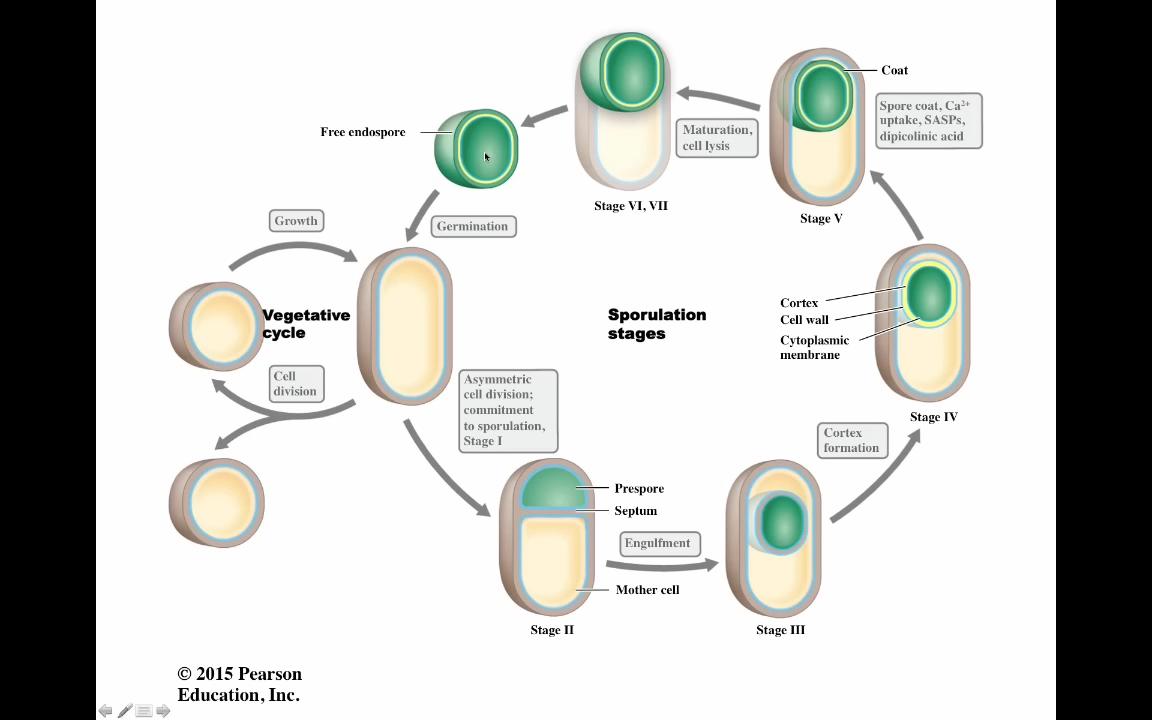 Coat
Spore coat, Ca²⁺
uptake, SASPs,
dipicolinic acid
Maturation,
cell lysis
Free endospore
Stage VI, VII
Stage V
Growth
Germination
Vegetative
cycle
Sporulation
stages
Cortex
Cell wall
Cytoplasmic
membrane
Cell
division
Asymmetric
cell division;
commitment
to sporulation,
Stage I
Stage IV
Cortex
formation
Prespore
Septum
Engulfment
Mother cell
Stage II
Stage III
© 2015 Pearson
Education, Inc.